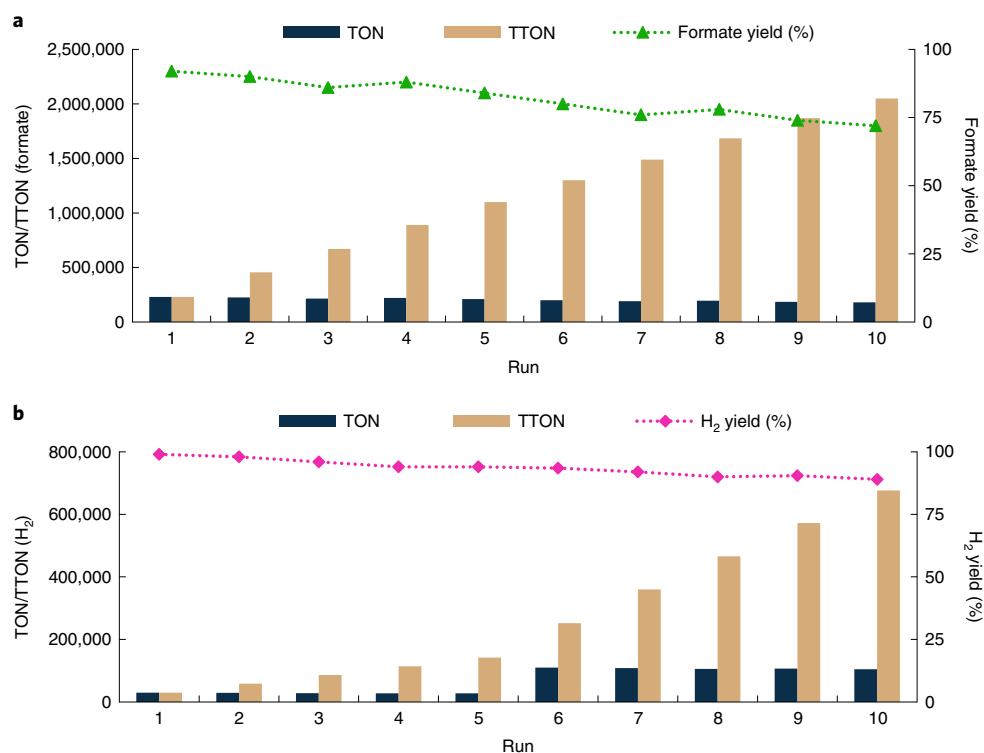 a
TON TTON Formate yield (%)
2,500,000 100
2,000,000 75
1,500,000 50
1,000,000 25
500,000
0 0
TON/TTON (formate)
Formate yield (%)
1 2 3 4 5 6 7 8 9 10
Run
b
TON TTON H₂ yield (%)
800,000 100
600,000 75
400,000 50
200,000 25
0 0
TON/TTON (H₂)
H₂ yield (%)
1 2 3 4 5 6 7 8 9 10
Run